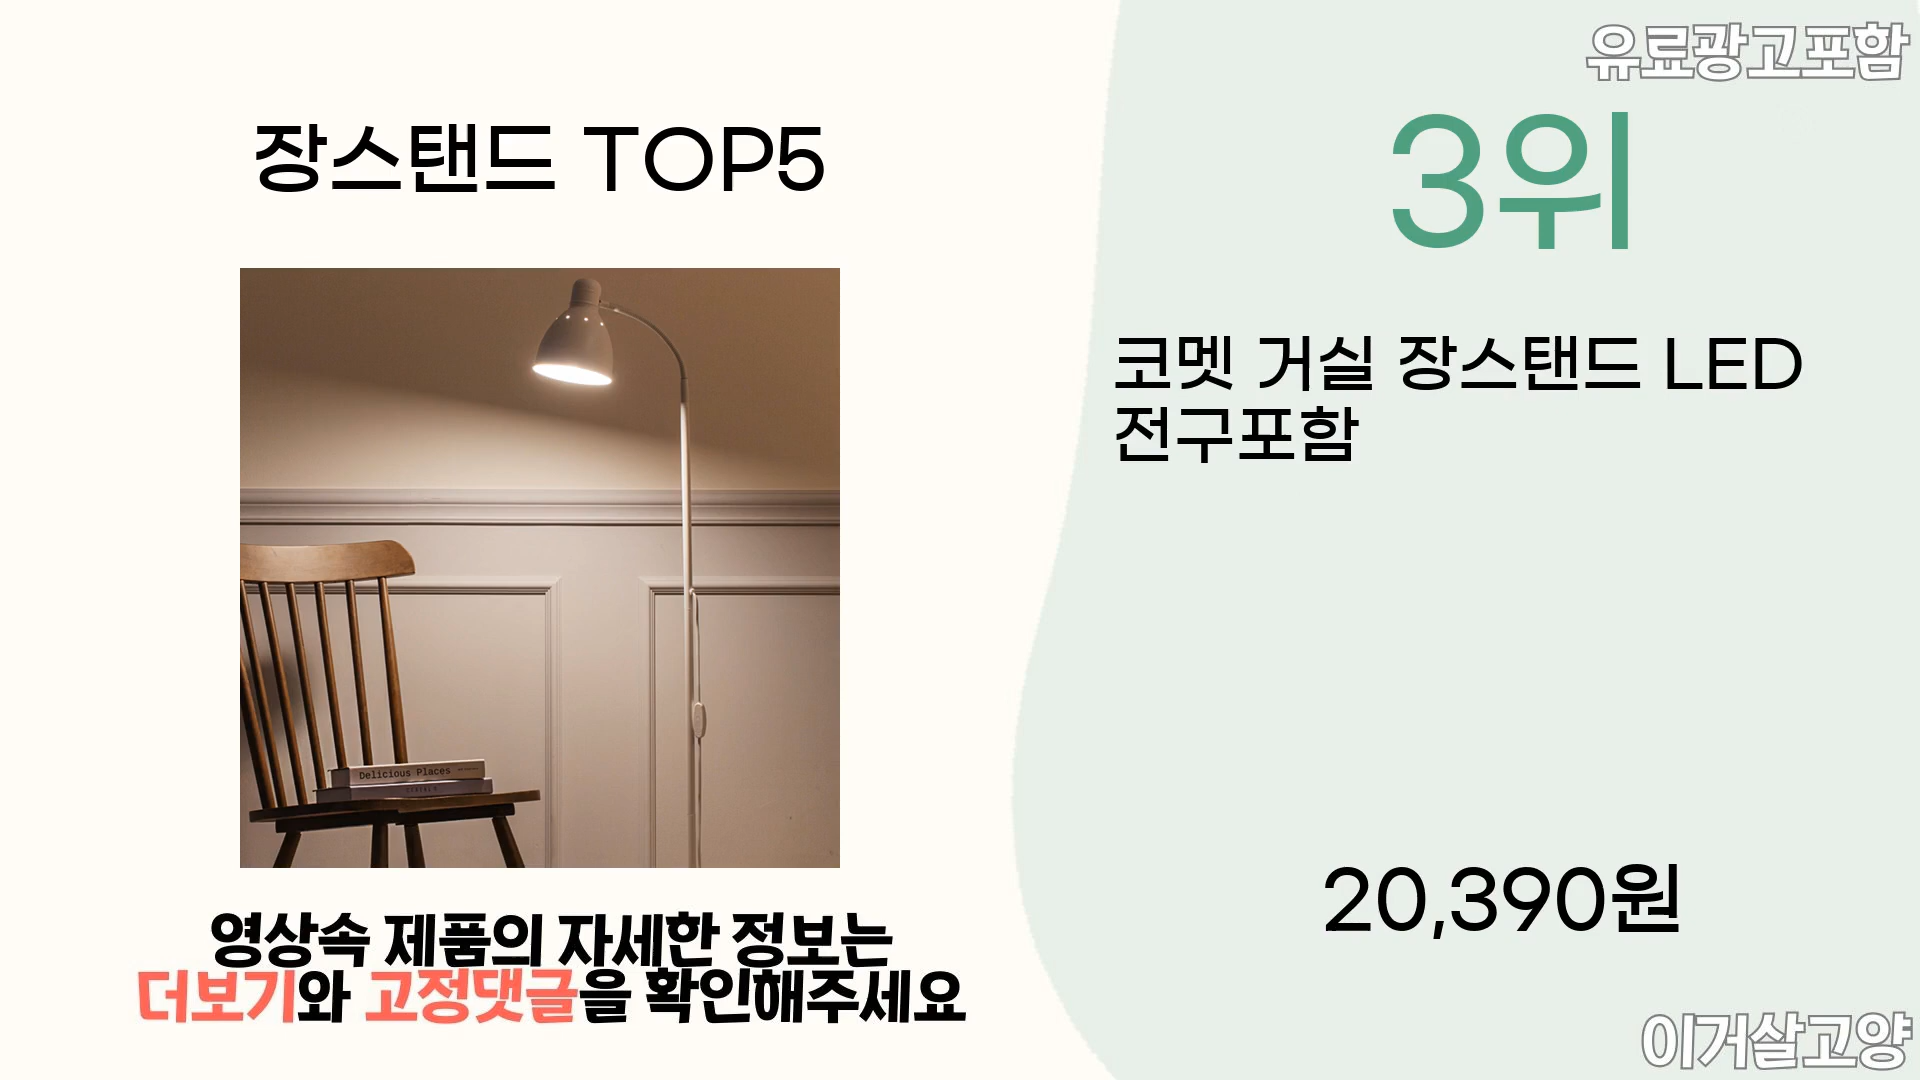 유료광고포함
장스탠드 TOP5
3위
코멧 거실 장스탠드 LED
전구포함
Delicious Places
20,390원
영상속 제품의 자세한 정보는
더보기와 고정댓글을 확인해주세요
이거살고양